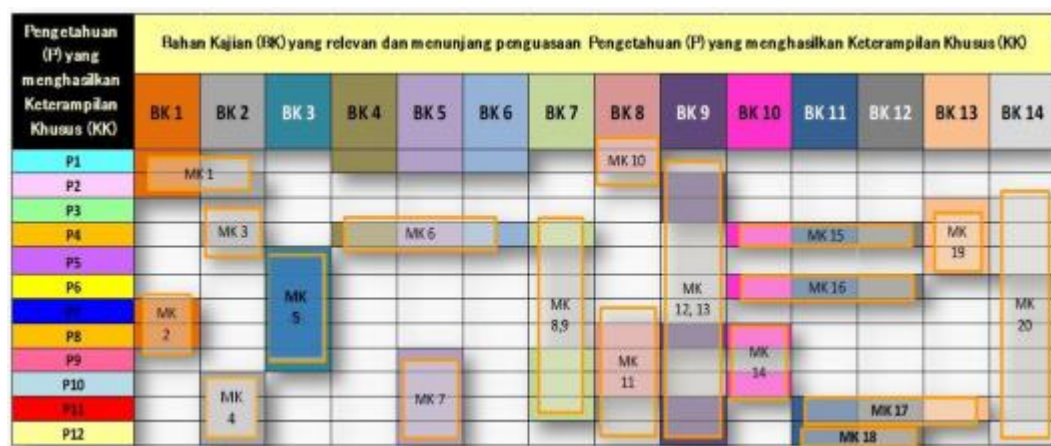 Pengetahuan
(P) yang
menghasilkan
Keterampilan
Khusus (KK)
Bahan Kajian (BK) yang relevan dan menunjang penguasaan Pengetahuan (P) yang menghasilkan Keterampilan Khusus (KK)
BK 1 BK 2 BK 3 BK 4 BK 5 BK 6 BK 7 BK 8 BK 9 BK 10 BK 11 BK 12 BK 13 BK 14
P1
MK 10
MK 1
P2
P3
P4
MK 3
MK 6
MK 15
MK
19
P5
P6
MK
5
MK
8,9
MK
12, 13
MK 16
MK
20
P7
MK
2
P8
P9
MK
11
MK
14
P10
MK
4
MK 7
P11
MK 17
P12
MK 18